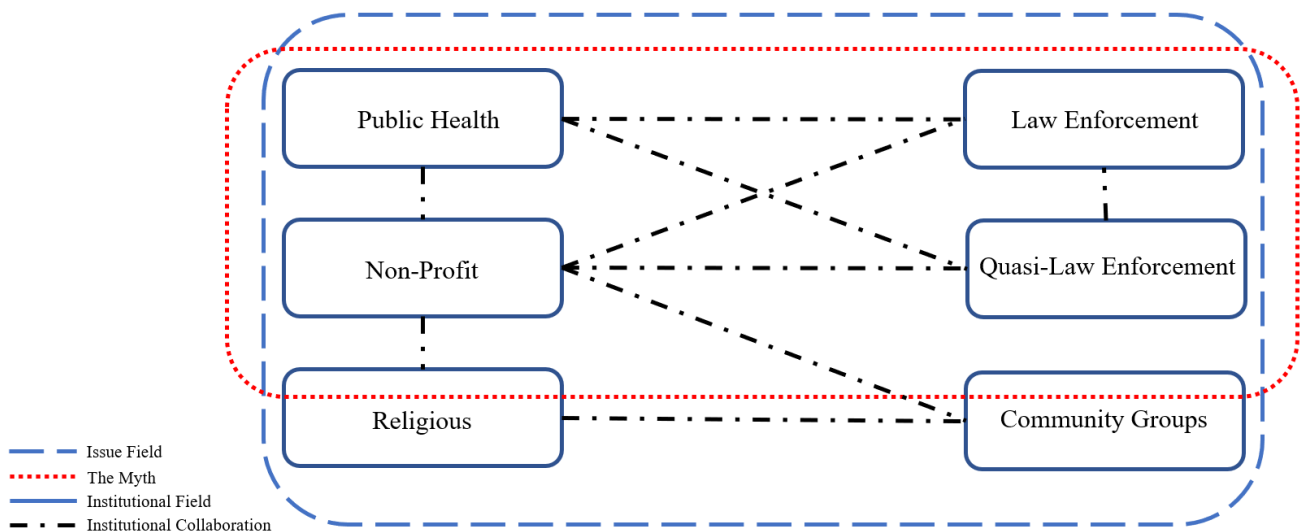 Public Health
Law Enforcement
Non-Profit
Quasi-Law Enforcement
Religious
Community Groups
Issue Field
The Myth
Institutional Field
Institutional Collaboration